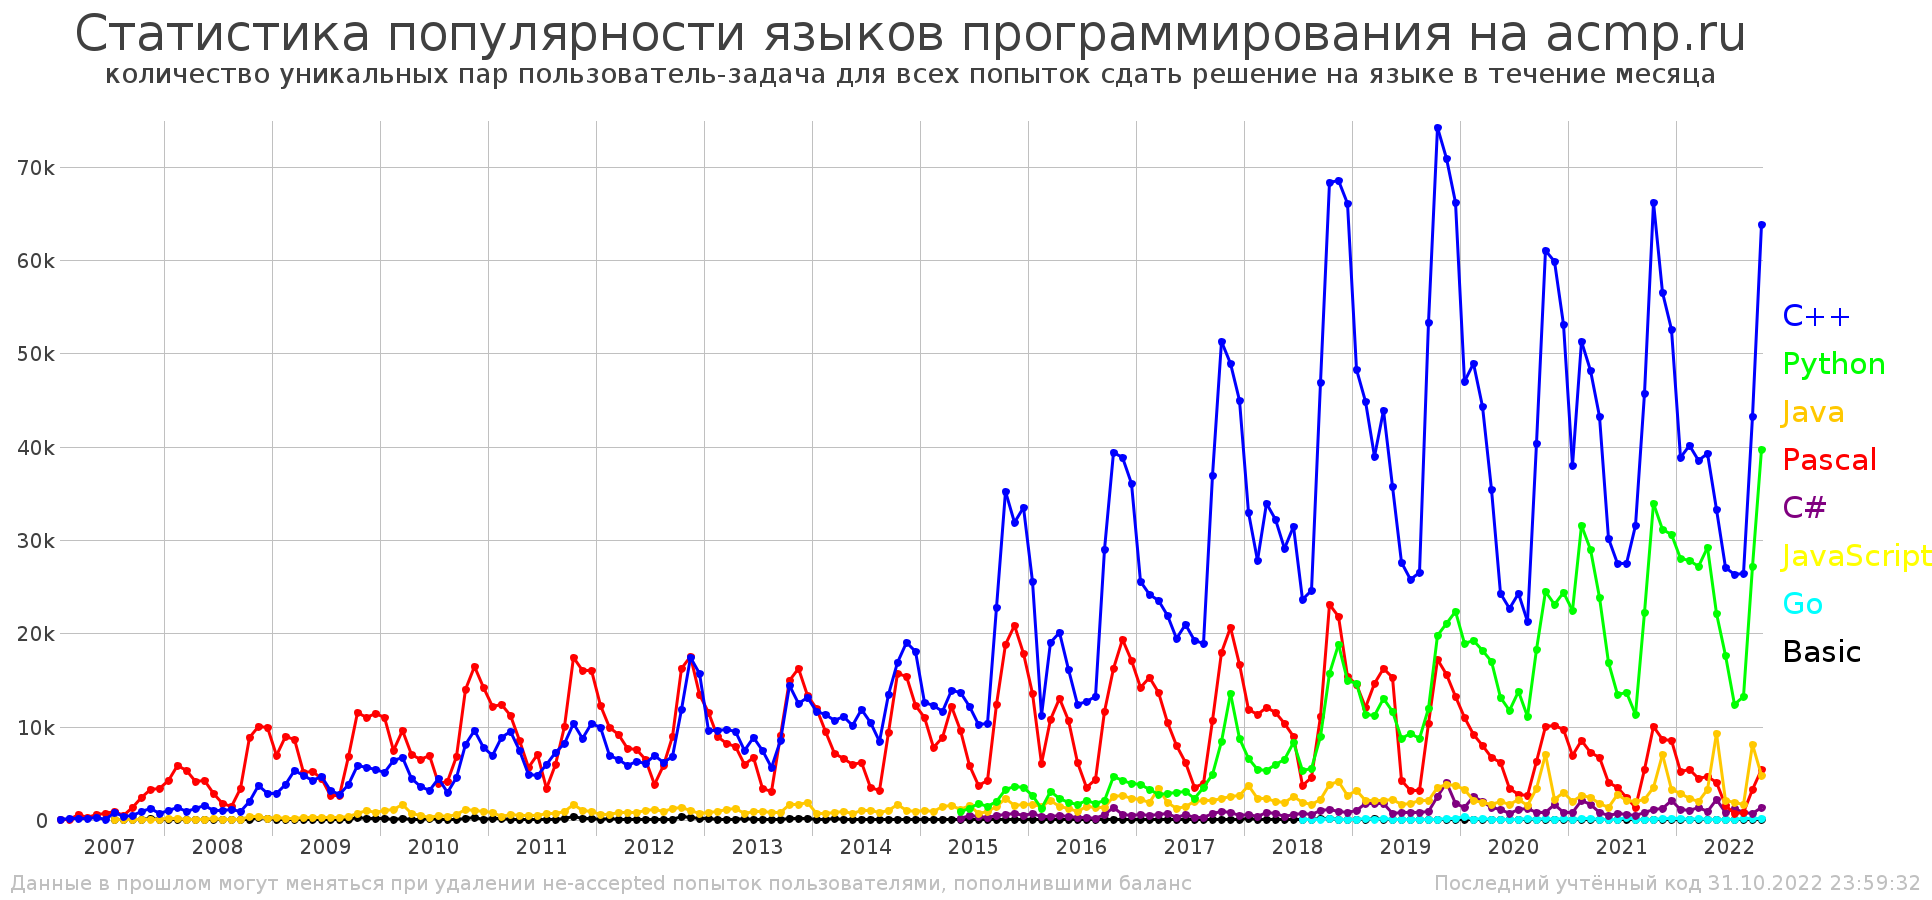 Статистика популярности языков программирования на acmp.ru
количество уникальных пар пользователь-задача для всех попыток сдать решение на языке в течение месяца
70k
60k
50k
40k
30k
20k
10k
0
C++
Python
Java
Pascal
C#
JavaScript
Go
Basic
2007 2008 2009 2010 2011 2012 2013 2014 2015 2016 2017 2018 2019 2020 2021 2022
Данные в прошлом могут меняться при удалении не-accepted попыток пользователями, пополнившими баланс
Последний учтённый код 31.10.2022 23:59:32